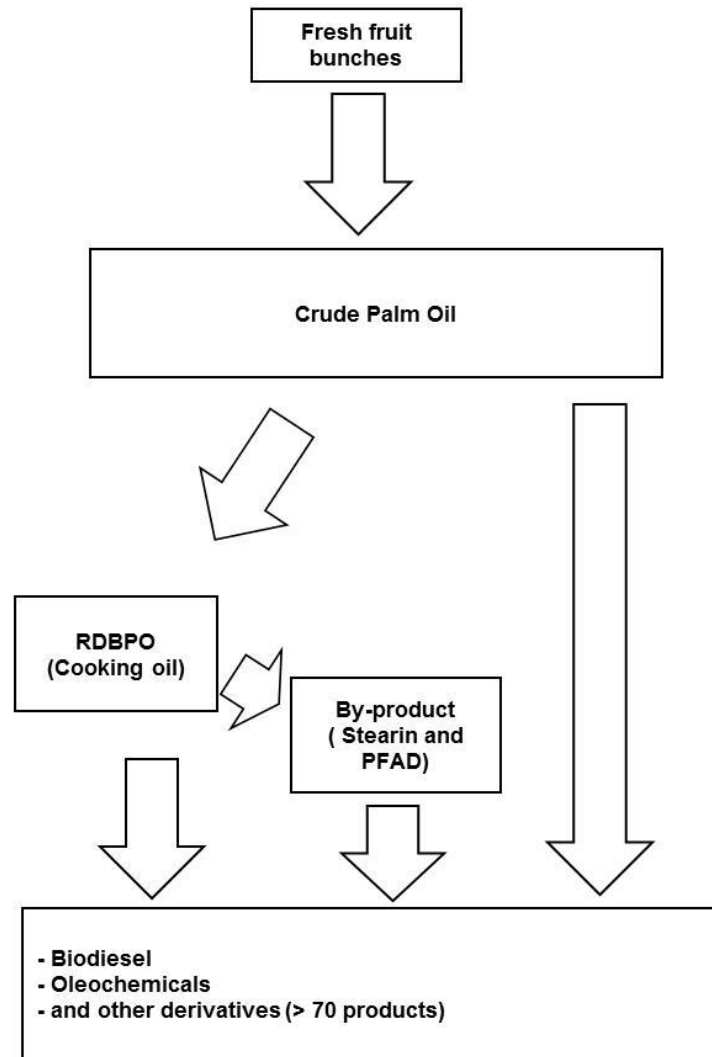 Fresh fruit
bunches
Crude Palm Oil
RDBPO
(Cooking oil)
By-product
( Stearin and
PFAD)
- Biodiesel
- Oleochemicals
- and other derivatives (> 70 products)